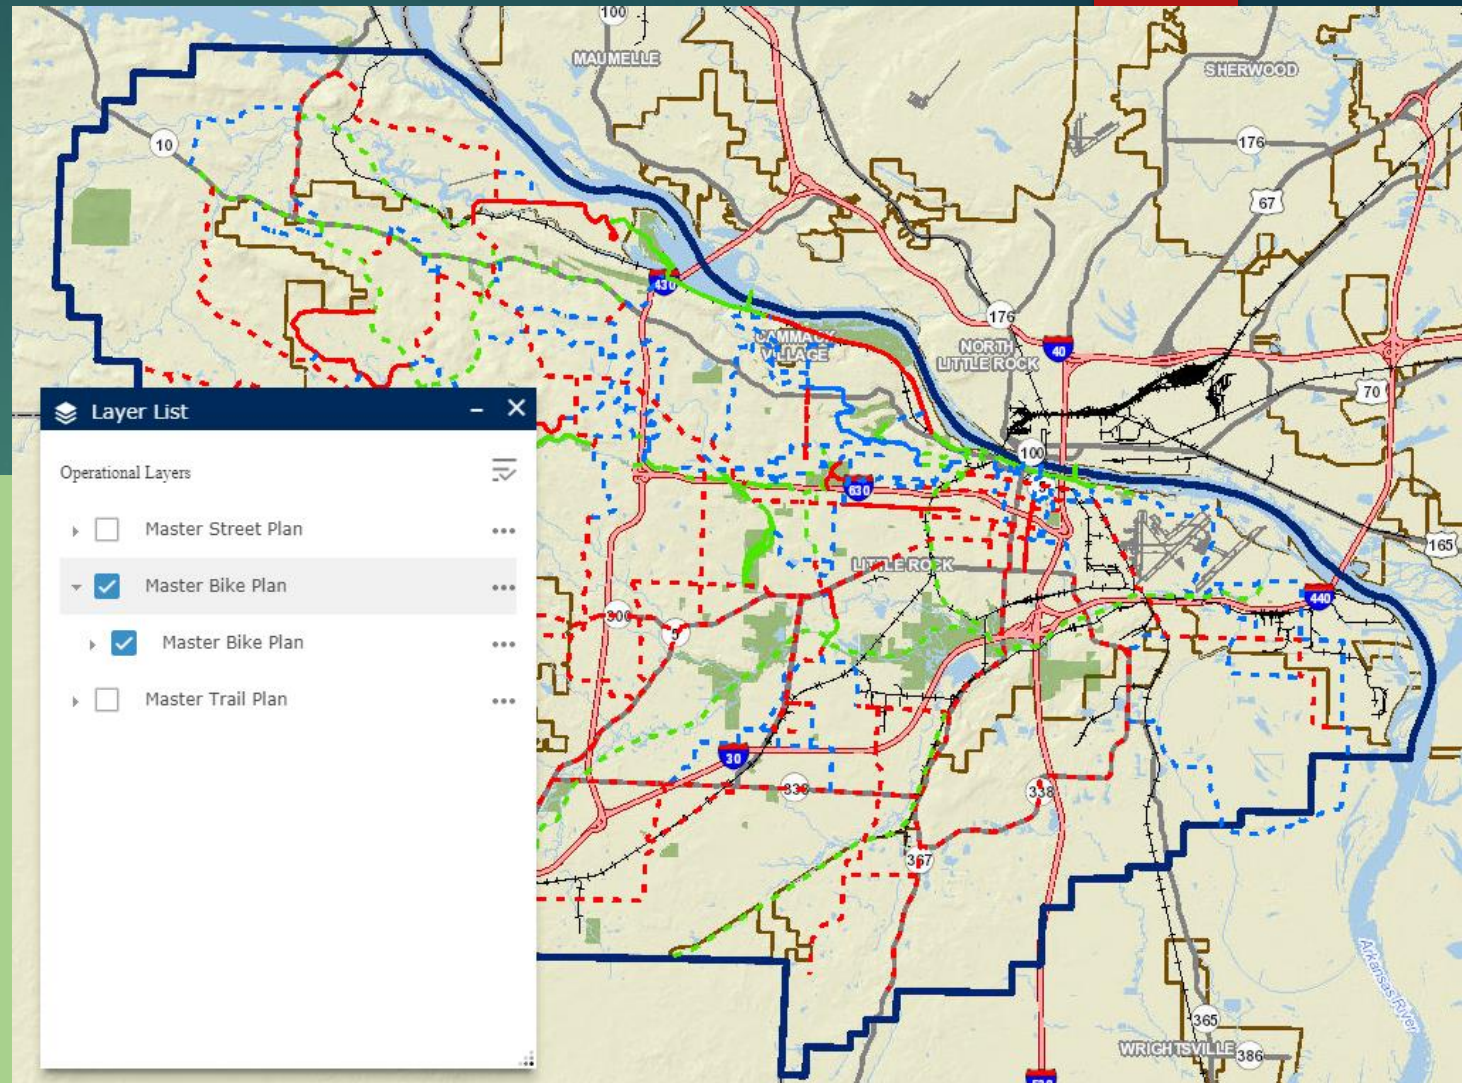 100
MAUMELLE
SHERWOOD
10
176
67
430
CAMMACK
VILLAGE
176
NORTH
LITTLE ROCK
40
70
Layer List
Operational Layers
Master Street Plan
Master Bike Plan
Master Bike Plan
Master Trail Plan
100
630
165
LITTLE ROCK
440
300
5
30
338
338
367
Arkansas River
365
WRIGHTSVILLE
386